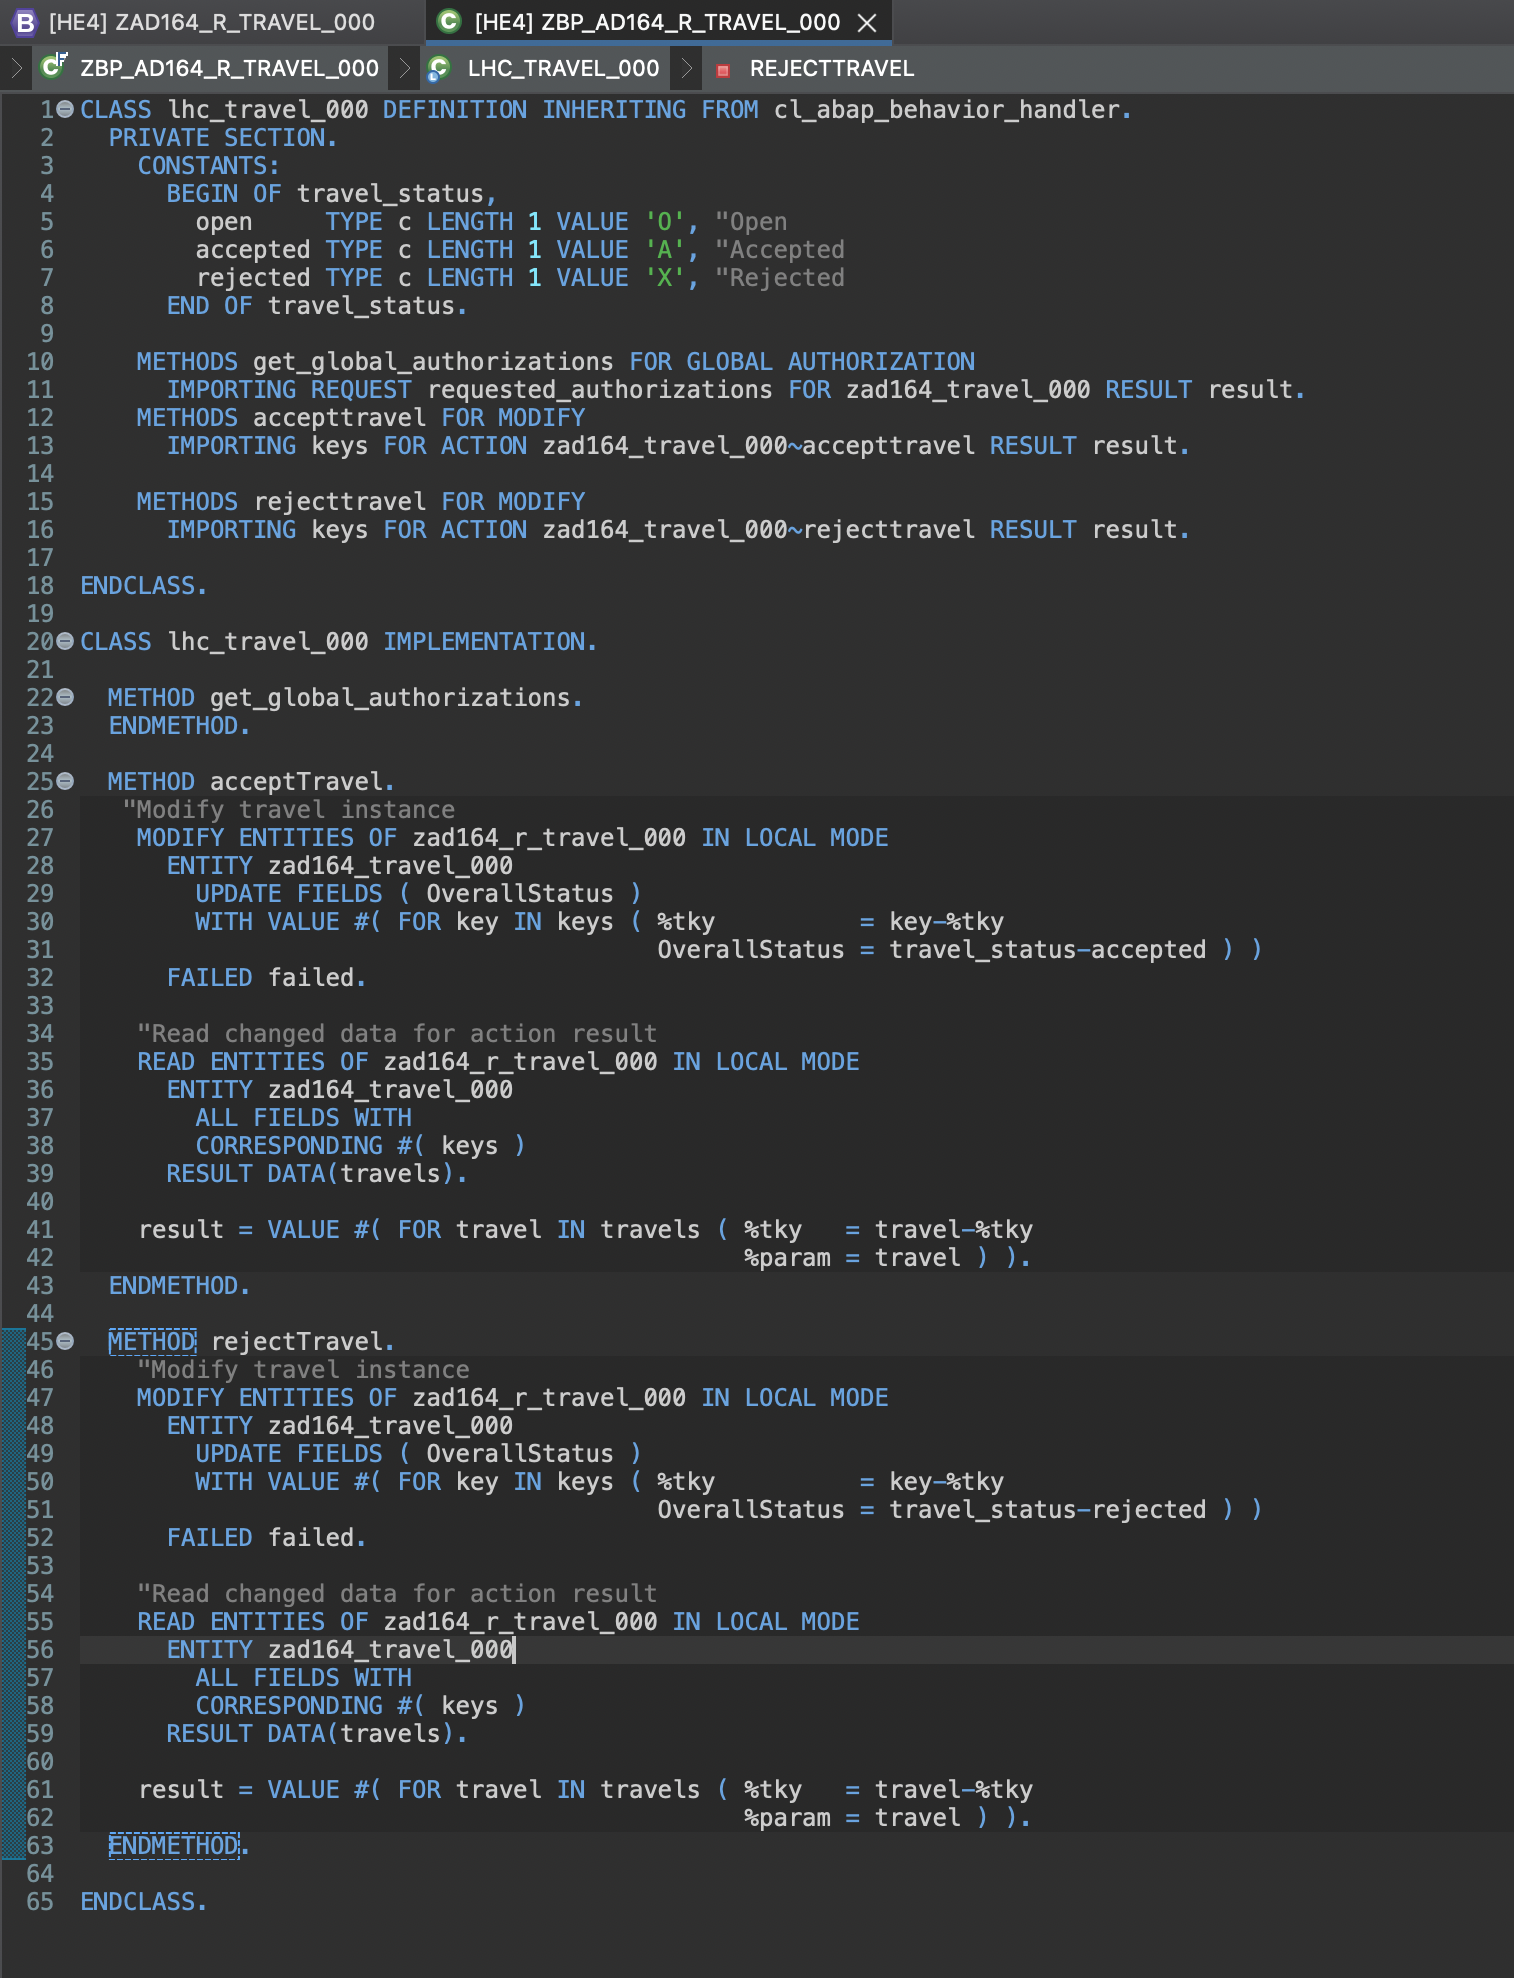 B [HE4] ZAD164_R_TRAVEL_000 C [HE4] ZBP_AD164_R_TRAVEL_000
ZBP_AD164_R_TRAVEL_000 LHC_TRAVEL_000 REJECTTRAVEL
1 CLASS lhc_travel_000 DEFINITION INHERITING FROM cl_abap_behavior_handler.
2   PRIVATE SECTION.
3     CONSTANTS:
4       BEGIN OF travel_status,
5         open     TYPE c LENGTH 1 VALUE 'O', "Open
6         accepted TYPE c LENGTH 1 VALUE 'A', "Accepted
7         rejected TYPE c LENGTH 1 VALUE 'X', "Rejected
8       END OF travel_status.
9
10     METHODS get_global_authorizations FOR GLOBAL AUTHORIZATION
11       IMPORTING REQUEST requested_authorizations FOR zad164_travel_000 RESULT result.
12     METHODS accepttravel FOR MODIFY
13       IMPORTING keys FOR ACTION zad164_travel_000~accepttravel RESULT result.
14
15     METHODS rejecttravel FOR MODIFY
16       IMPORTING keys FOR ACTION zad164_travel_000~rejecttravel RESULT result.
17
18 ENDCLASS.
19
20 CLASS lhc_travel_000 IMPLEMENTATION.
21
22   METHOD get_global_authorizations.
23   ENDMETHOD.
24
25   METHOD acceptTravel.
26    "Modify travel instance
27     MODIFY ENTITIES OF zad164_r_travel_000 IN LOCAL MODE
28       ENTITY zad164_travel_000
29         UPDATE FIELDS ( OverallStatus )
30         WITH VALUE #( FOR key IN keys ( %tky          = key-%tky
31                                         OverallStatus = travel_status-accepted ) )
32       FAILED failed.
33
34     "Read changed data for action result
35     READ ENTITIES OF zad164_r_travel_000 IN LOCAL MODE
36       ENTITY zad164_travel_000
37         ALL FIELDS WITH
38         CORRESPONDING #( keys )
39       RESULT DATA(travels).
40
41     result = VALUE #( FOR travel IN travels ( %tky   = travel-%tky
42                                               %param = travel ) ).
43   ENDMETHOD.
44
45   METHOD rejectTravel.
46     "Modify travel instance
47     MODIFY ENTITIES OF zad164_r_travel_000 IN LOCAL MODE
48       ENTITY zad164_travel_000
49         UPDATE FIELDS ( OverallStatus )
50         WITH VALUE #( FOR key IN keys ( %tky          = key-%tky
51                                         OverallStatus = travel_status-rejected ) )
52       FAILED failed.
53
54     "Read changed data for action result
55     READ ENTITIES OF zad164_r_travel_000 IN LOCAL MODE
56       ENTITY zad164_travel_000
57         ALL FIELDS WITH
58         CORRESPONDING #( keys )
59       RESULT DATA(travels).
60
61     result = VALUE #( FOR travel IN travels ( %tky   = travel-%tky
62                                               %param = travel ) ).
63   ENDMETHOD.
64
65 ENDCLASS.